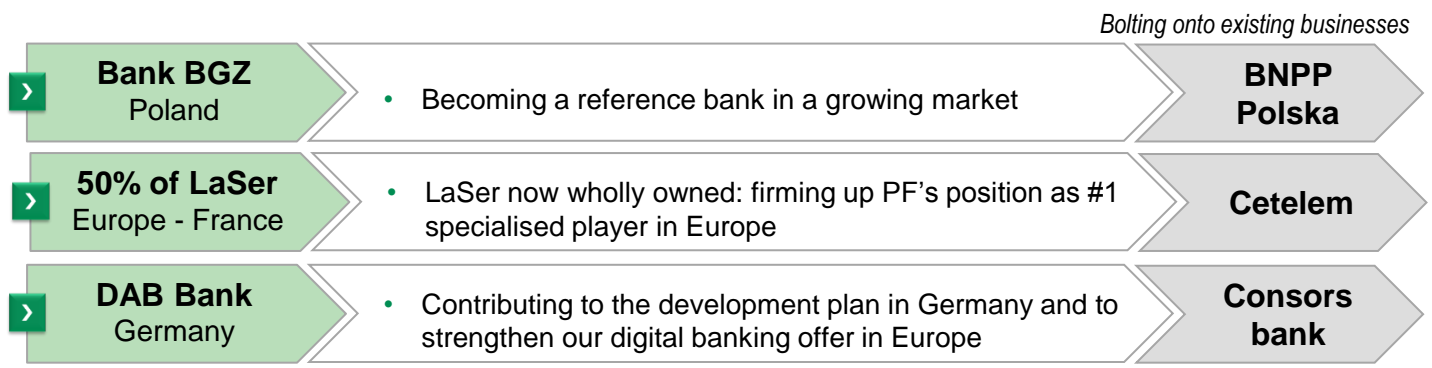 Bolting onto existing businesses
Bank BGZ
Poland
• Becoming a reference bank in a growing market
BNPP
Polska
50% of LaSer
Europe - France
• LaSer now wholly owned: firming up PF’s position as #1
specialised player in Europe
Cetelem
DAB Bank
Germany
• Contributing to the development plan in Germany and to
strengthen our digital banking offer in Europe
Consors
bank